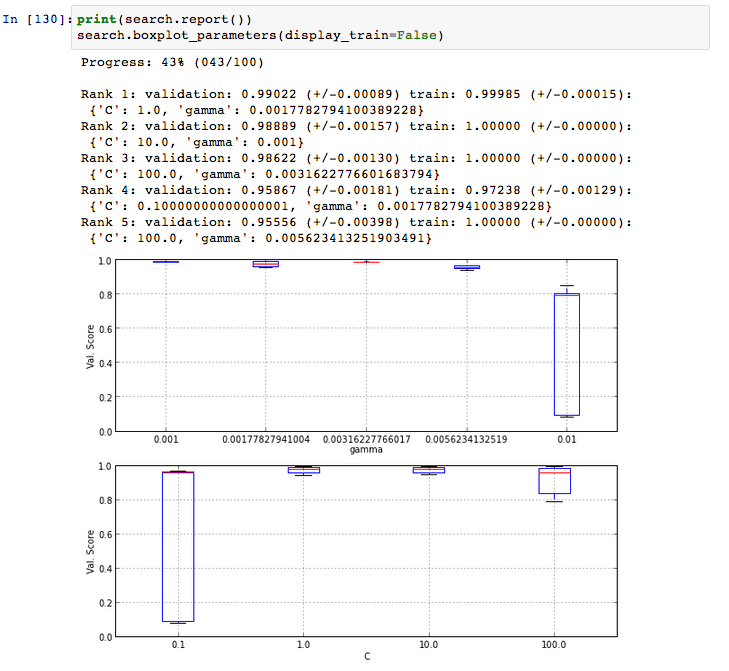 In [130]: print(search.report())
search.boxplot_parameters(display_train=False)
Progress: 43% (043/100)
Rank 1: validation: 0.99022 (+/-0.00089) train: 0.99985 (+/-0.00015):
{'C': 1.0, 'gamma': 0.0017782794100389228}
Rank 2: validation: 0.98889 (+/-0.00157) train: 1.00000 (+/-0.00000):
{'C': 10.0, 'gamma': 0.001}
Rank 3: validation: 0.98622 (+/-0.00130) train: 1.00000 (+/-0.00000):
{'C': 100.0, 'gamma': 0.0031622776601683794}
Rank 4: validation: 0.95867 (+/-0.00181) train: 0.97238 (+/-0.00129):
{'C': 0.10000000000000001, 'gamma': 0.0017782794100389228}
Rank 5: validation: 0.95556 (+/-0.00398) train: 1.00000 (+/-0.00000):
{'C': 100.0, 'gamma': 0.005623413251903491}
1.0
0.8
0.6
0.4
0.2
0.0
Val. Score
0.001 0.00177827941004 0.00316227766017 0.0056234132519 0.01
gamma
1.0
0.8
0.6
0.4
0.2
0.0
Val. Score
0.1 1.0 10.0 100.0
C